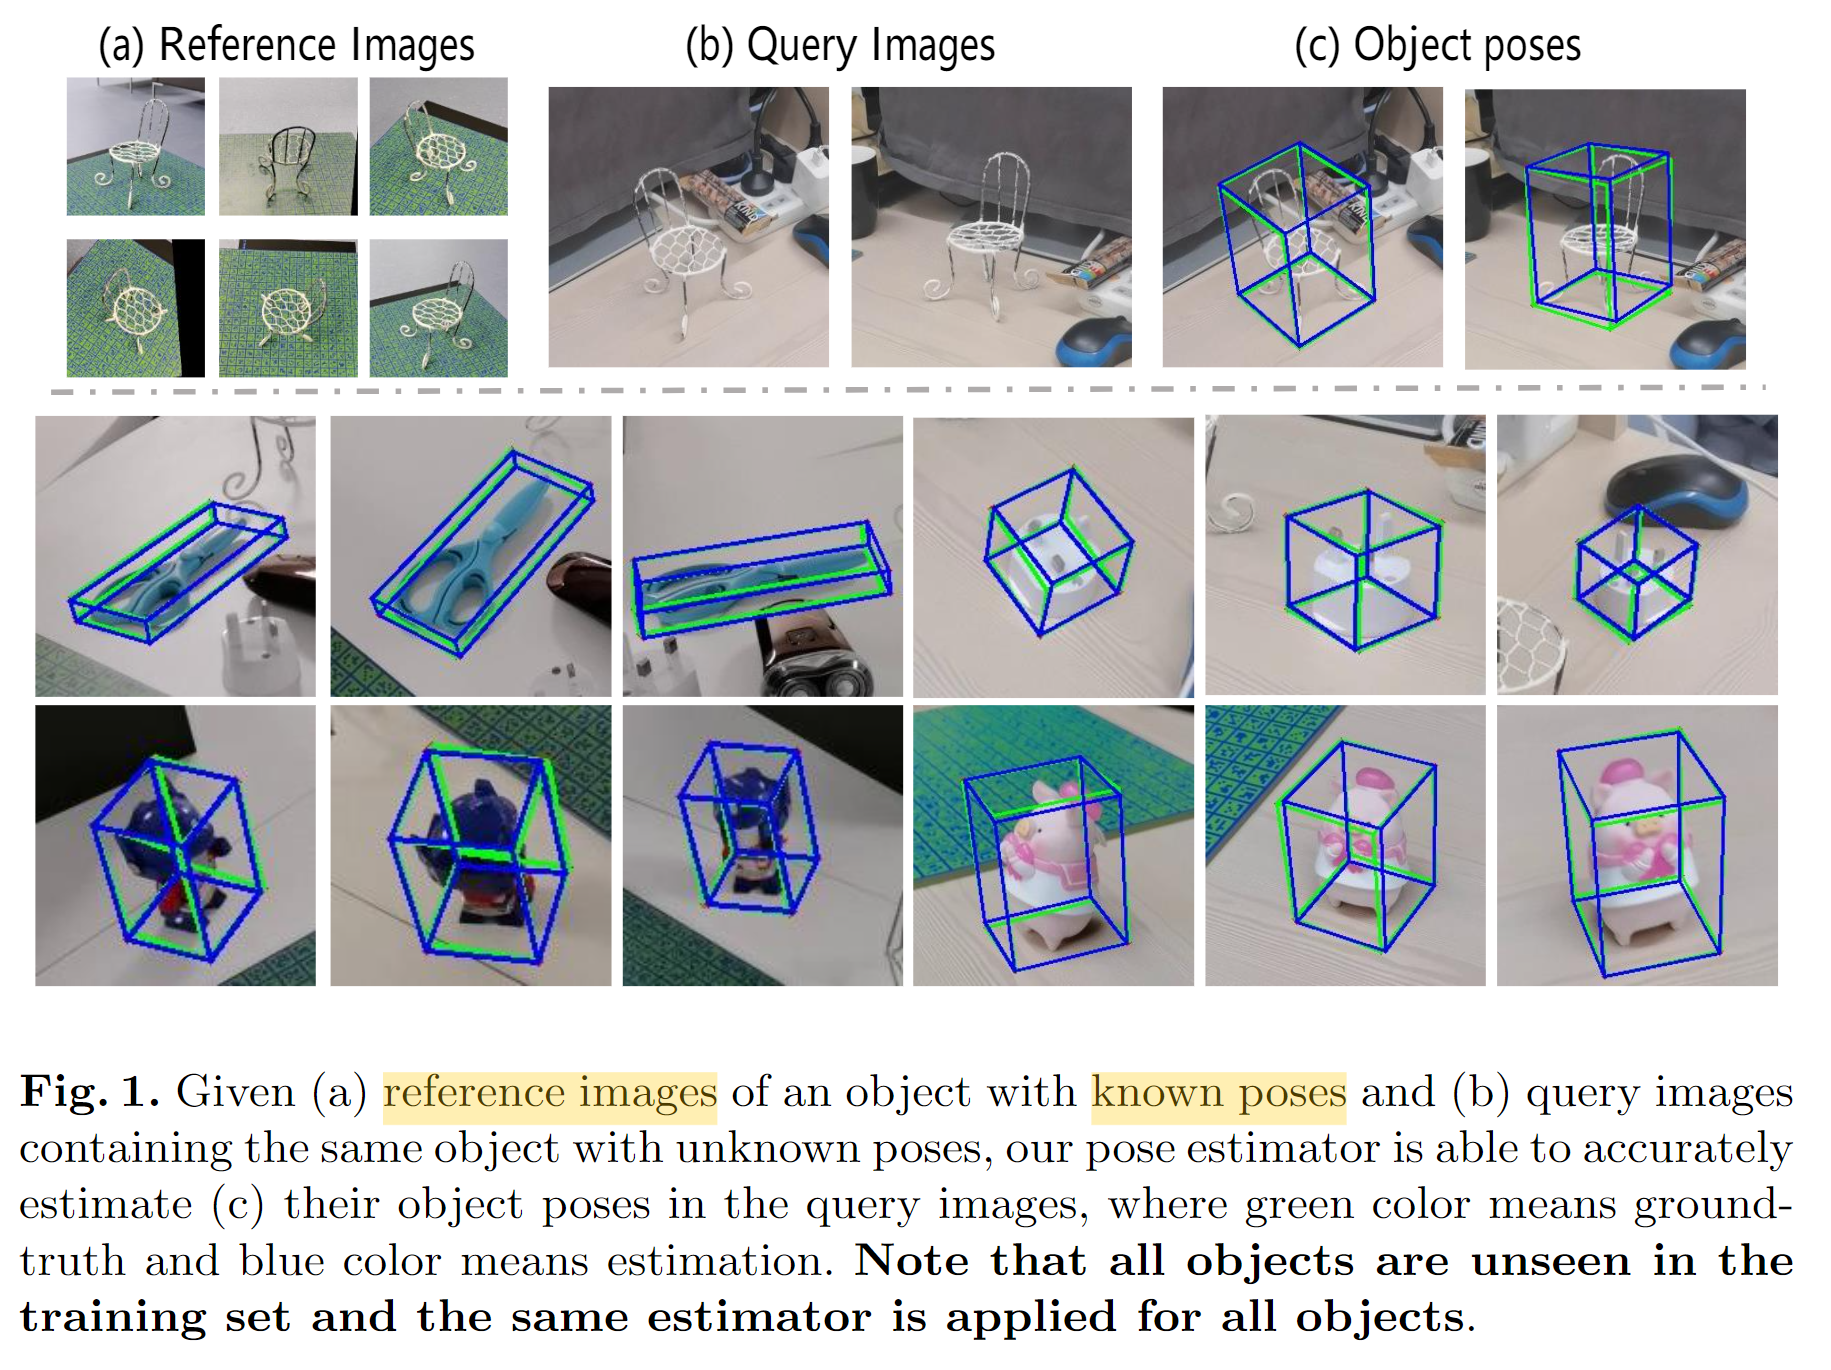 (a) Reference Images
(b) Query Images
(c) Object poses
Fig. 1. Given (a) reference images of an object with known poses and (b) query images
containing the same object with unknown poses, our pose estimator is able to accurately
estimate (c) their object poses in the query images, where green color means ground-
truth and blue color means estimation. Note that all objects are unseen in the
training set and the same estimator is applied for all objects.